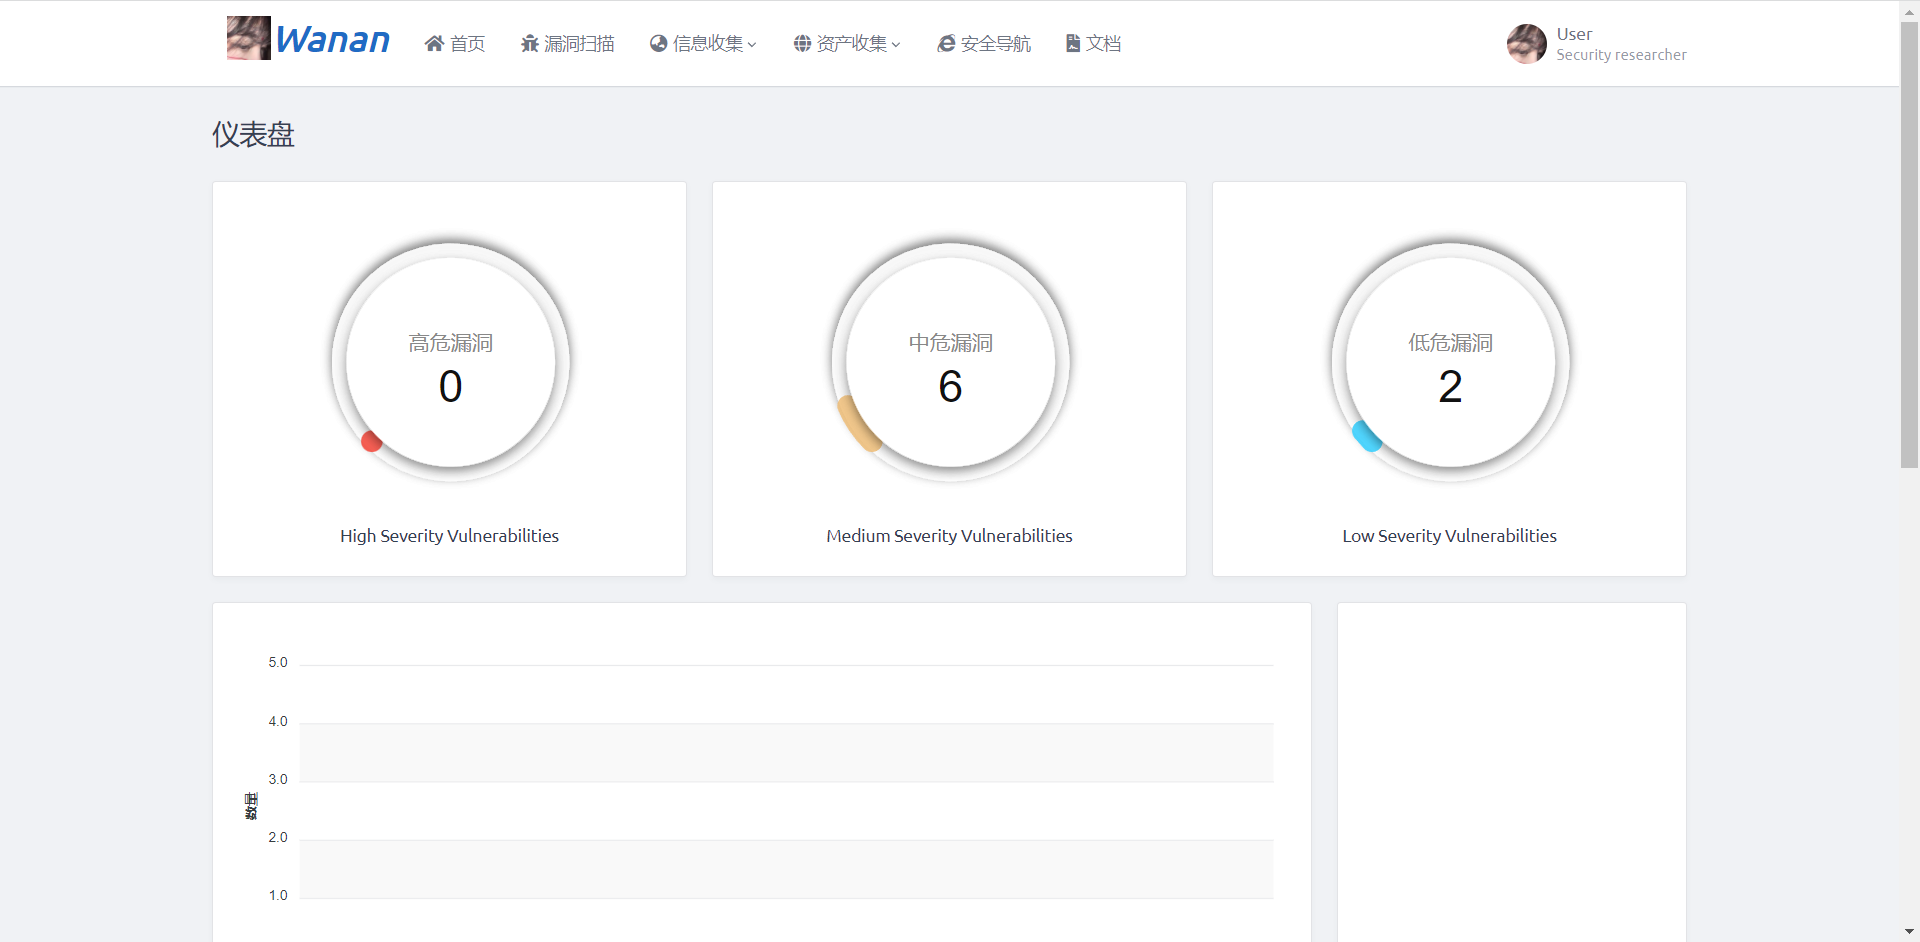 Wanan
首页
漏洞扫描
信息收集
资产收集
安全导航
文档
User
Security researcher
仪表盘
高危漏洞
0
High Severity Vulnerabilities
中危漏洞
6
Medium Severity Vulnerabilities
低危漏洞
2
Low Severity Vulnerabilities
5.0
4.0
3.0
2.0
1.0
数量